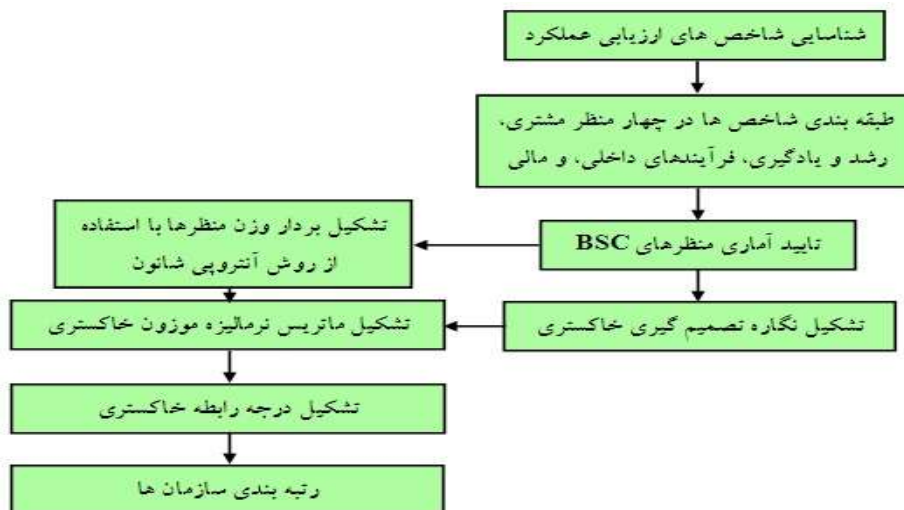 شناسایی شاخص های ارزیابی عملکرد
طبقه بندی شاخص ها در چهار منظر مشتری،
رشد و یادگیری، فرآیندهای داخلی، و مالی
تایید آماری منظرهای BSC
تشکیل بردار وزن منظرها با استفاده
از روش آنتروپی شانون
تشکیل نگاره تصمیم گیری خاکستری
تشکیل ماتریس نرمالیزه موزون خاکستری
تشکیل درجه رابطه خاکستری
رتبه بندی سازمان ها